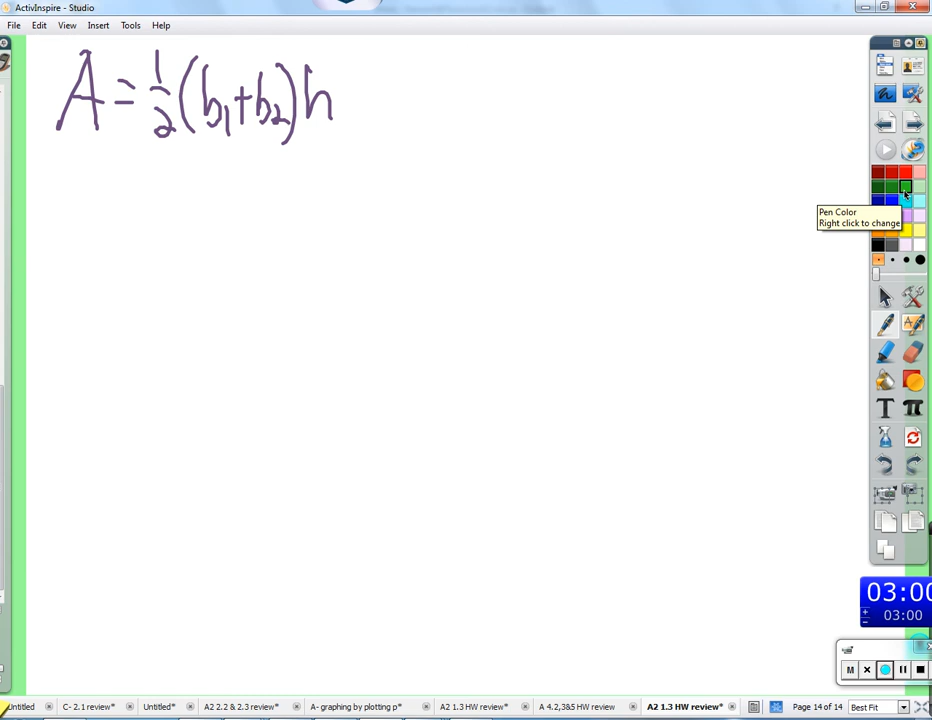 ActivInspire - Studio
File Edit View Insert Tools Help
A = 1/2 (b₁+b₂)h
Pen Color
Right click to change
T π
03:00
03:00
M
Untitled C- 2.1 review* Untitled* A2 2.2 & 2.3 review* A- graphing by plotting p* A2 1.3 HW review* A 4.2,3&5 HW review A2 1.3 HW review* Page 14 of 14 Best Fit